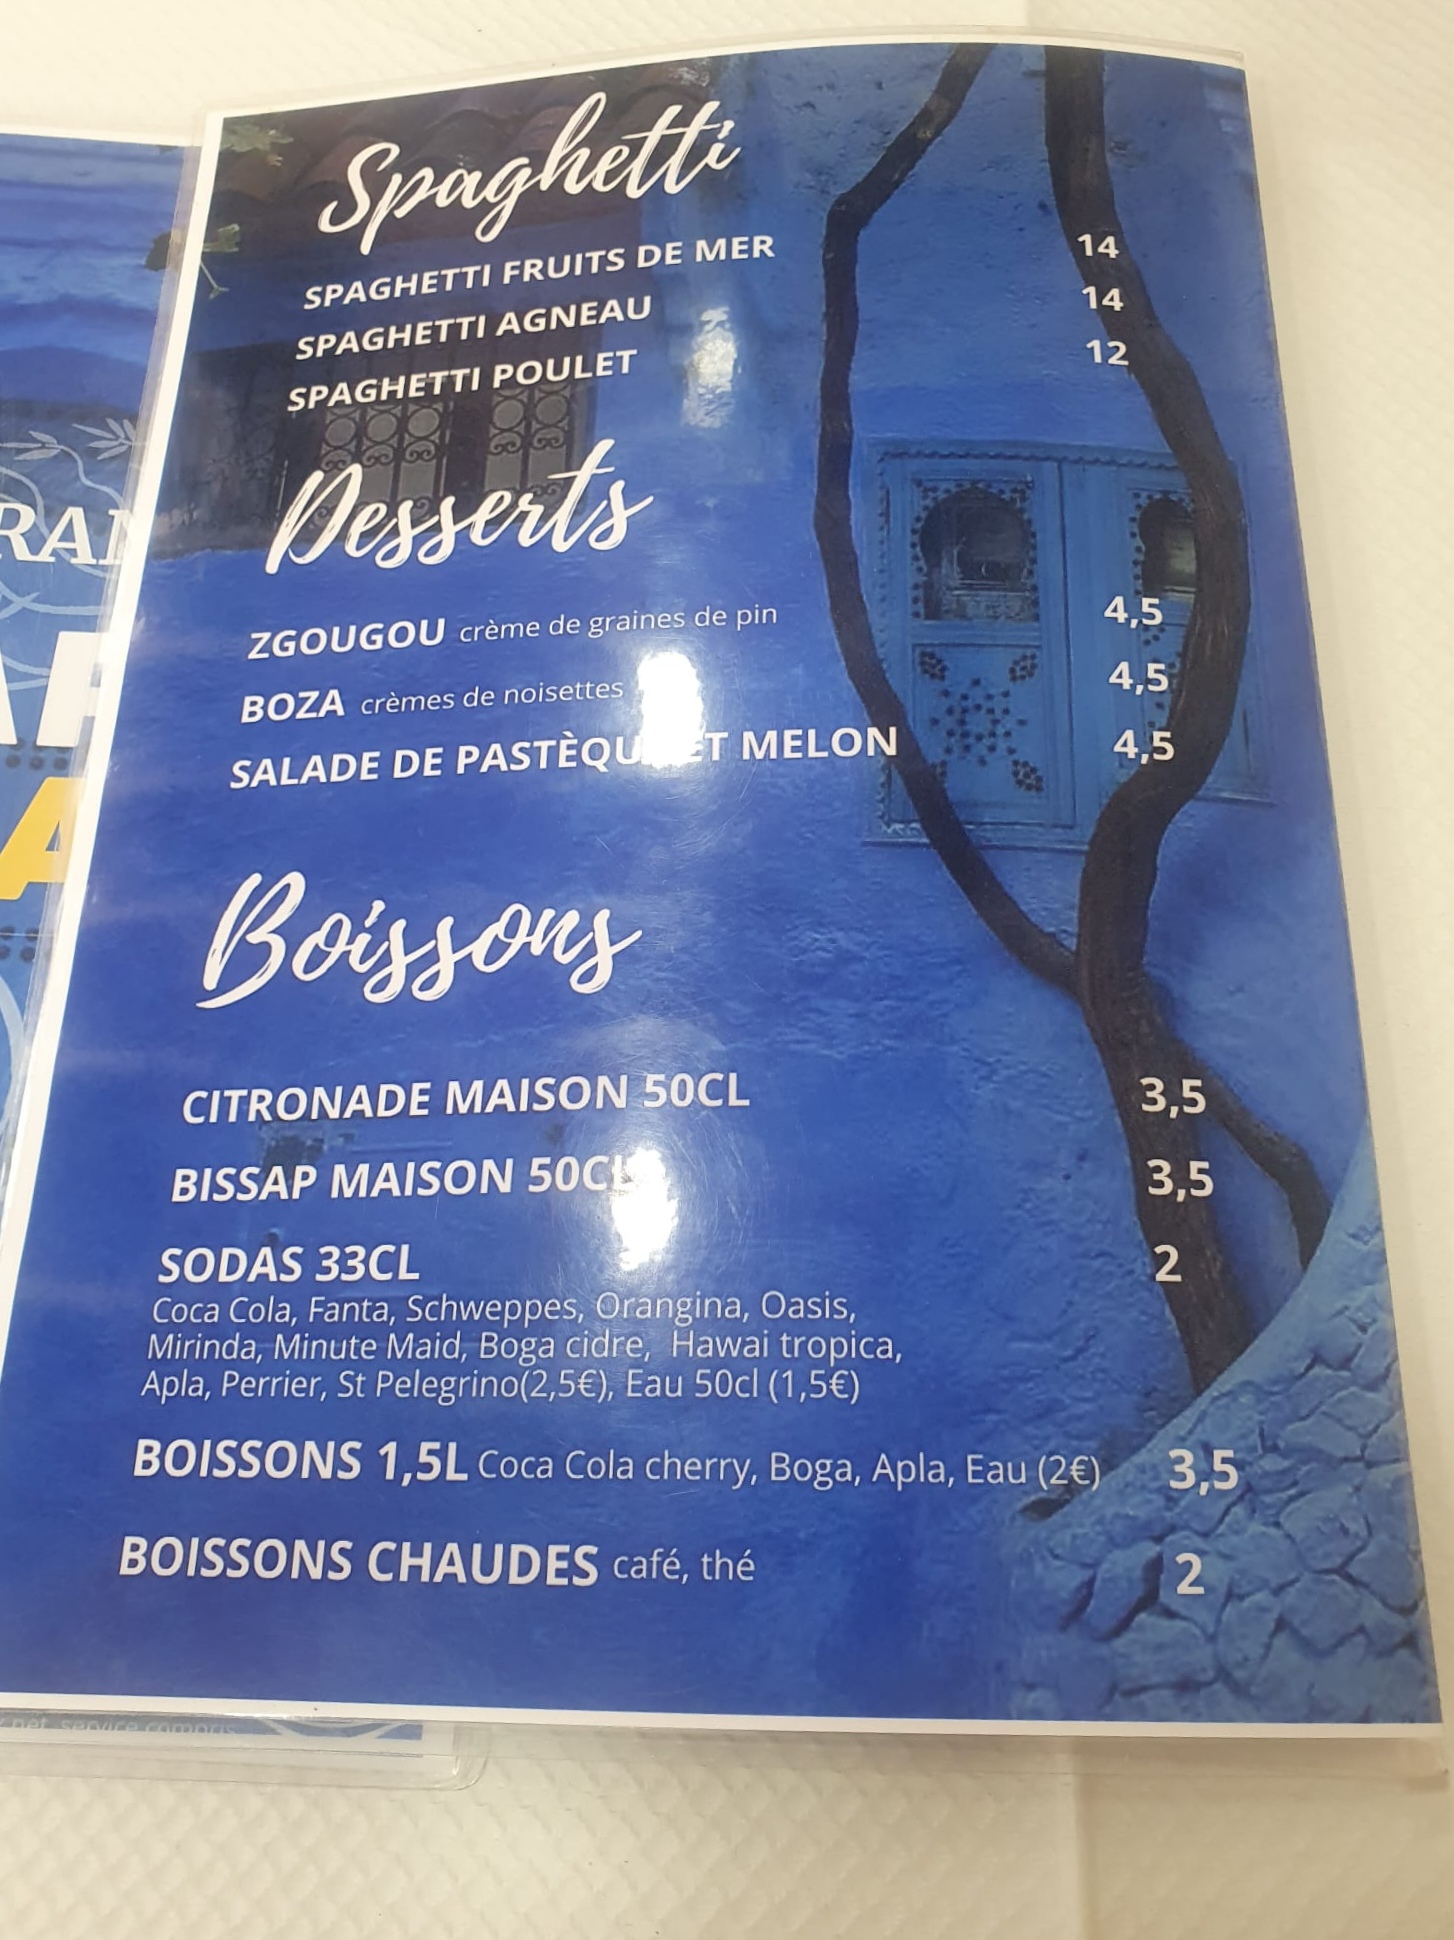 Spaghetti
SPAGHETTI FRUITS DE MER 14
SPAGHETTI AGNEAU 14
SPAGHETTI POULET 12
Desserts
ZGOUGOU crème de graines de pin 4,5
BOZA crèmes de noisettes 4,5
SALADE DE MELON 4,5
Boissons
CITRONADE MAISON 50CL 3,5
BISSAP MAISON 50CL 3,5
SODAS 33CL 2
Coca Cola, Fanta, Schweppes, Orangina, Oasis,
Mirinda, Minute Maid, Boga cidre, Hawai tropica,
Apla, Perrier, St Pelegrino(2,5€), Eau 50cl (1,5€)
BOISSONS 1,5L Coca Cola cherry, Boga, Apla, Eau (2€) 3,5
BOISSONS CHAUDES café, thé 2
net, service compris